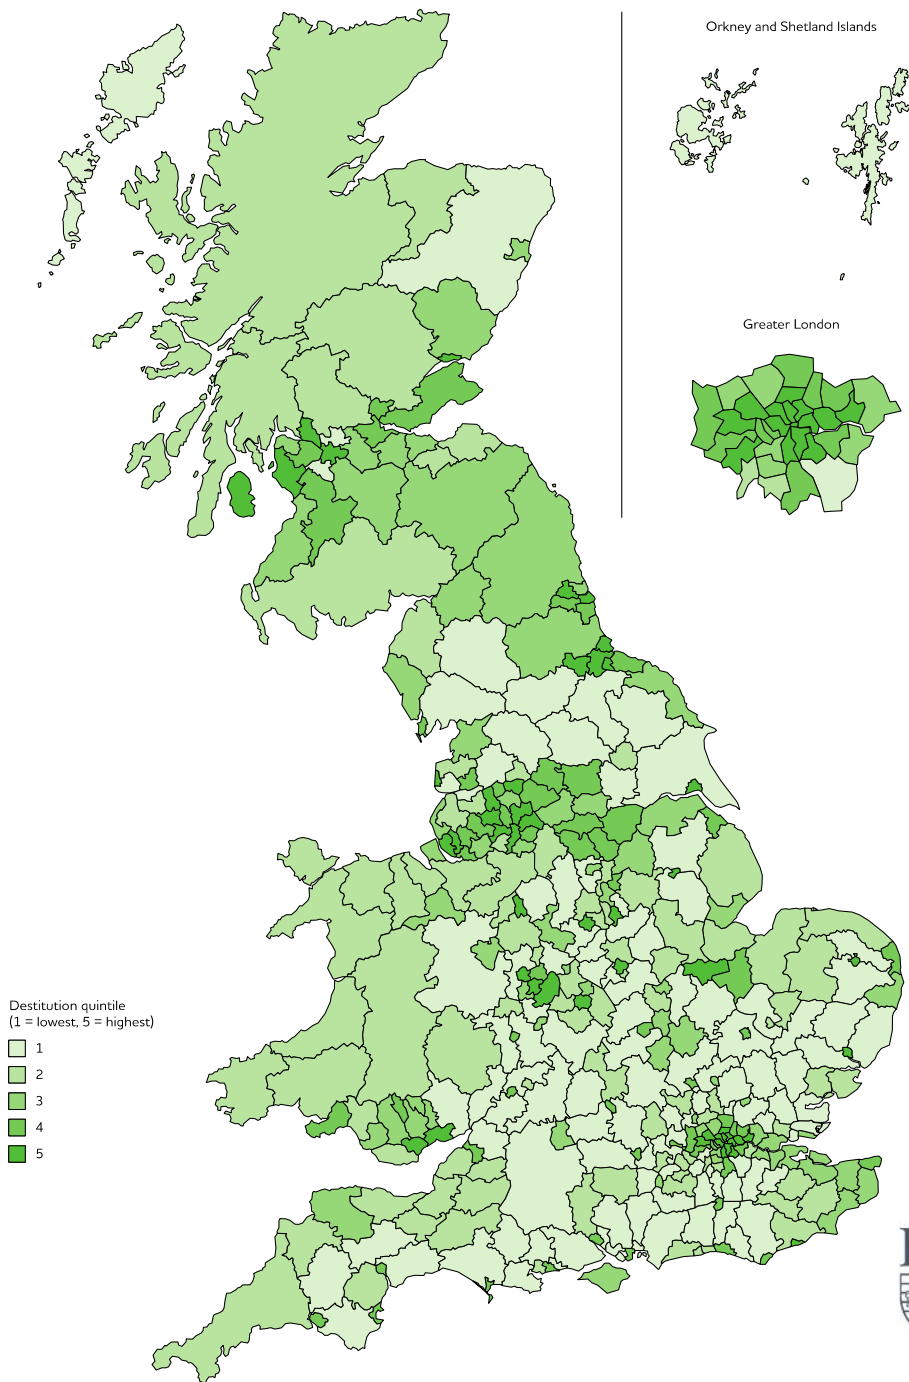 Orkney and Shetland Islands
Greater London
Destitution quintile
(1 = lowest, 5 = highest)
1
2
3
4
5